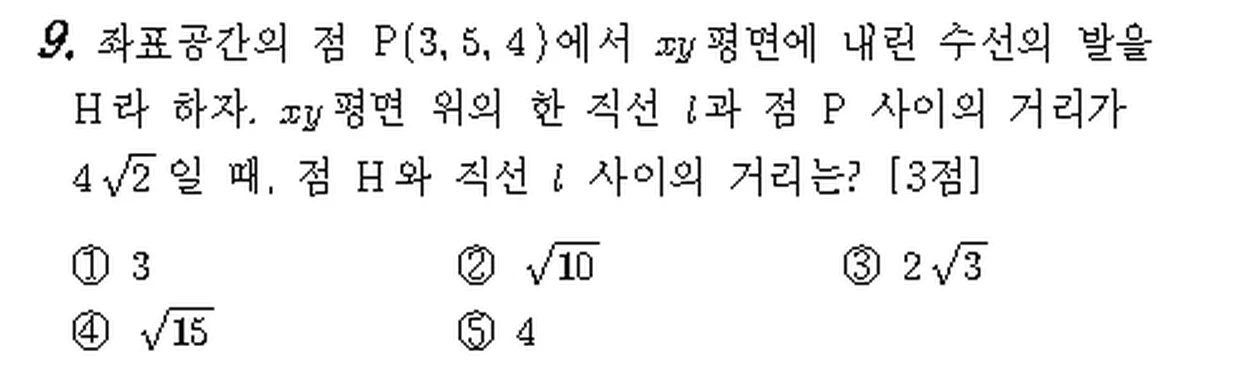 9. 좌표공간의 점 P(3, 5, 4)에서 xy평면에 내린 수선의 발을
H라 하자. xy평면 위의 한 직선 l과 점 P 사이의 거리가
4√2 일 때, 점 H와 직선 l 사이의 거리는? [3점]
① 3 ② √10 ③ 2√3
④ √15 ⑤ 4